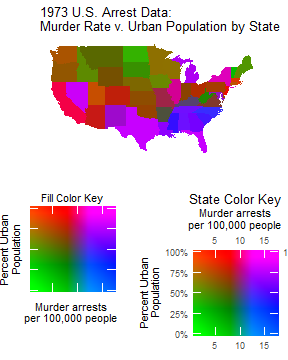 1973 U.S. Arrest Data:
Murder Rate v. Urban Population by State
Fill Color Key
Percent Urban
Population
Murder arrests
per 100,000 people
State Color Key
Murder arrests
per 100,000 people
5 10 15 1
Percent Urban
Population
100%
75%
50%
25%
0%
5 10 15